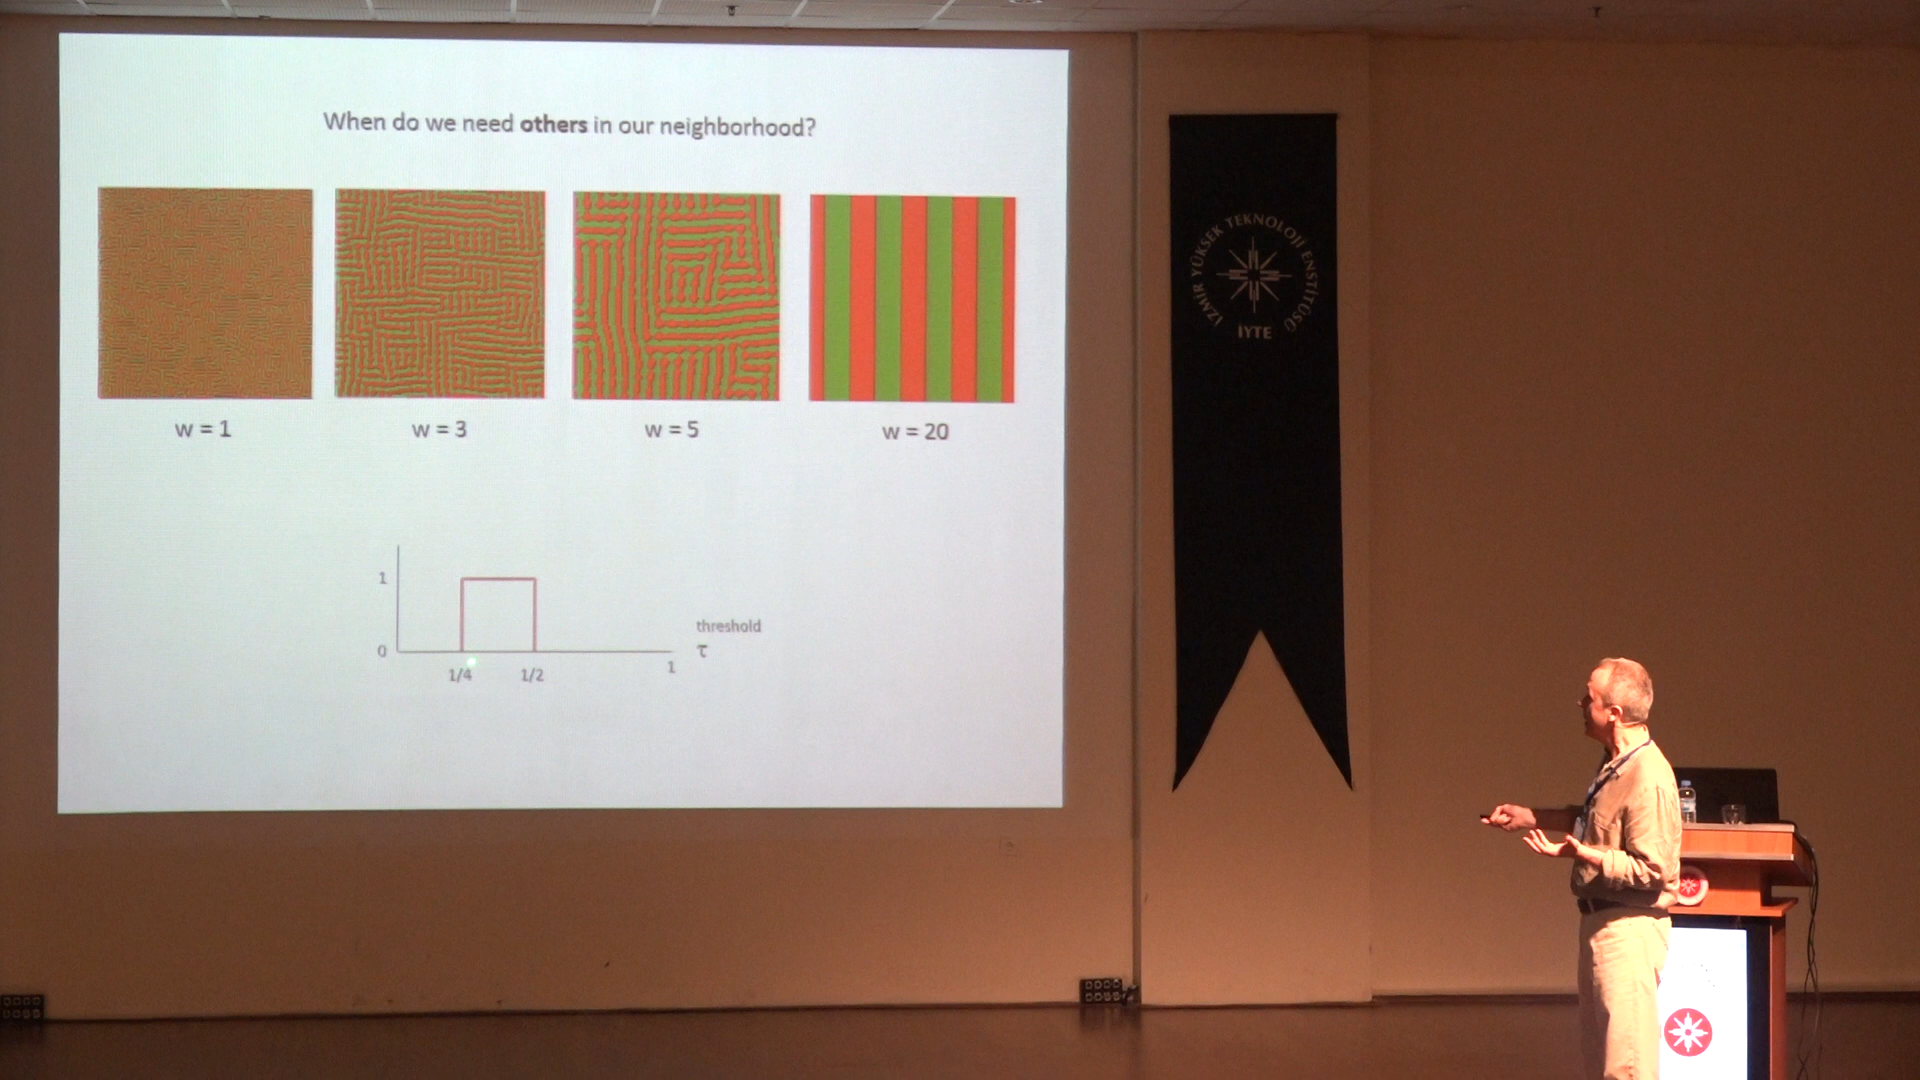 When do we need others in our neighborhood?
w = 1
w = 3
w = 5
w = 20
1
0
1/4
1/2
1
threshold
τ
İZMİR YÜKSEK TEKNOLOJİ ENSTİTÜSÜ
İYTE